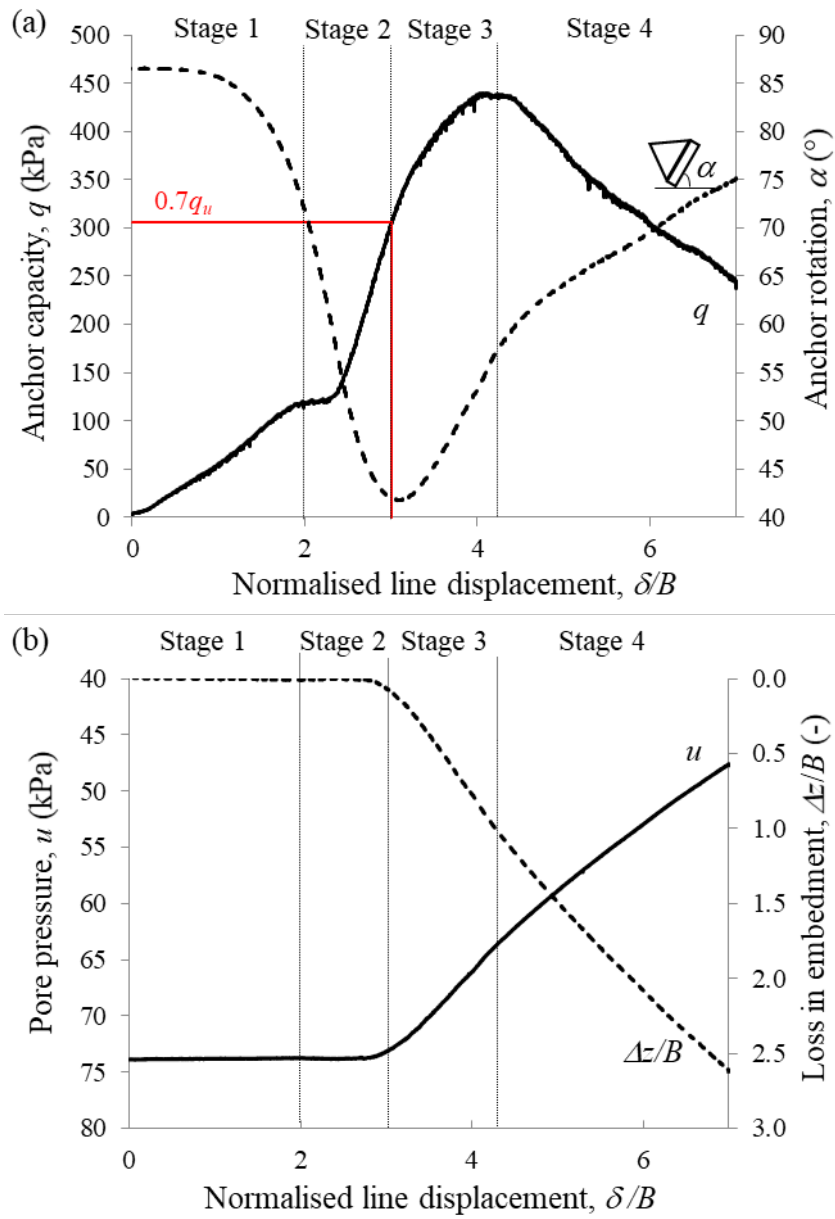 (a)
Stage 1 Stage 2 Stage 3 Stage 4
500 90
450 85
400 80
350 75
300 70
250 65
200 60
150 55
100 50
50 45
0 40
0.7qu
α
q
Anchor capacity, q (kPa)
Anchor rotation, α (°)
0 2 4 6
Normalised line displacement, δ/B
(b)
Stage 1 Stage 2 Stage 3 Stage 4
40 0.0
45
50 0.5
55 1.0
60 1.5
65
70 2.0
75 2.5
80 3.0
u
Δz/B
Pore pressure, u (kPa)
Loss in embedment, Δz/B (-)
0 2 4 6
Normalised line displacement, δ/B